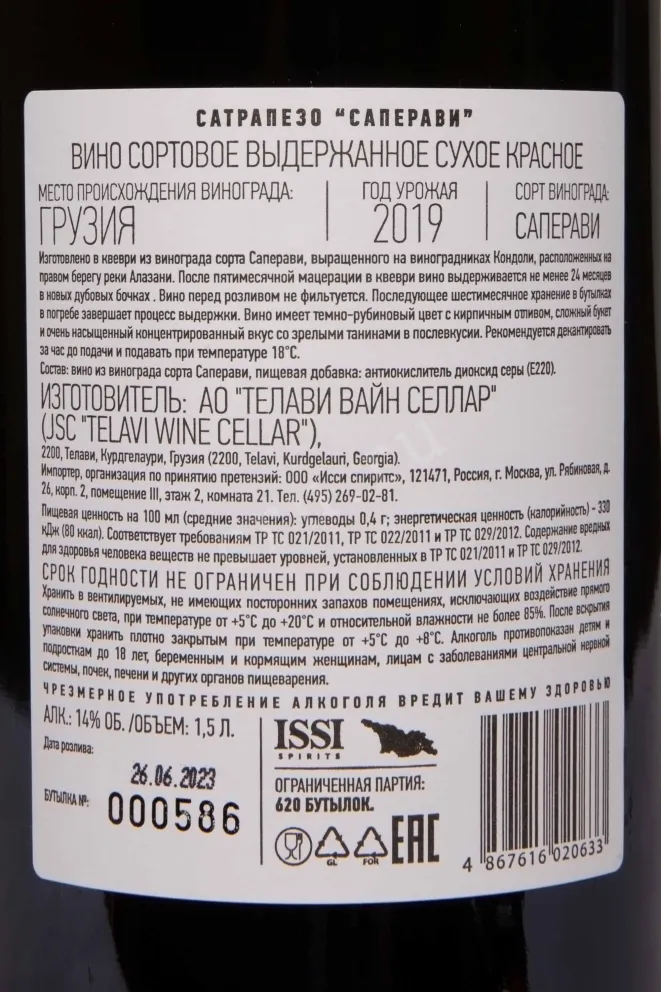 САТРАПЕЗО "САПЕРАВИ"
ВИНО СОРТОВОЕ ВЫДЕРЖАННОЕ СУХОЕ КРАСНОЕ
МЕСТО ПРОИСХОЖДЕНИЯ ВИНОГРАДА:
ГРУЗИЯ
ГОД УРОЖАЯ
2019
СОРТ ВИНОГРАДА:
САПЕРАВИ
Изготовлено в квеври из винограда сорта Саперави, выращенного на виноградниках Кондоли, расположенных на
правом берегу реки Алазани. После пятимесячной мацерации в квеври вино выдерживается не менее 24 месяцев
в новых дубовых бочках . Вино перед розливом не фильтуется. Последующее шестимесячное хранение в бутылках
в погребе завершает процесс выдержки. Вино имеет темно-рубиновый цвет с кирпичным отливом, сложный букет
и очень насыщенный концентрированный вкус со зрелыми танинами в послевкусии. Рекомендуется декантировать
за час до подачи и подавать при температуре 18°С.
Состав: вино из винограда сорта Саперави, пищевая добавка: антиокислитель диоксид серы (Е220).
ИЗГОТОВИТЕЛЬ: АО "ТЕЛАВИ ВАЙН СЕЛЛАР"
(JSC "TELAVI WINE CELLAR"),
2200, Телави, Курдгелаури, Грузия (2200, Telavi, Kurdgelauri, Georgia).
Импортер, организация по принятию претензий: ООО «Исси спиритс», 121471, Россия, г. Москва, ул. Рябиновая, д.
26, корп. 2, помещение III, этаж 2, комната 21. Тел. (495) 269-02-81.
Пищевая ценность на 100 мл (средние значения): углеводы 0,4 г; энергетическая ценность (калорийность) - 330
кДж (80 ккал). Соответствует требованиям ТР ТС 021/2011, ТР ТС 022/2011 и ТР ТС 029/2012. Содержание вредных
для здоровья человека веществ не превышает уровней, установленных в ТР ТС 021/2011 и ТР ТС 029/2012.
СРОК ГОДНОСТИ НЕ ОГРАНИЧЕН ПРИ СОБЛЮДЕНИИ УСЛОВИЙ ХРАНЕНИЯ
Хранить в вентилируемых, не имеющих посторонних запахов помещениях, исключающих воздействие прямого
солнечного света, при температуре от +5°С до +20°С и относительной влажности не более 85%. После вскрытия
упаковки хранить плотно закрытым при температуре от +5°С до +8°С. Алкоголь противопоказан детям и
подросткам до 18 лет, беременным и кормящим женщинам, лицам с заболеваниями центральной нервной
системы, почек, печени и других органов пищеварения.
ЧРЕЗМЕРНОЕ УПОТРЕБЛЕНИЕ АЛКОГОЛЯ ВРЕДИТ ВАШЕМУ ЗДОРОВЬЮ
АЛК.: 14% ОБ. /ОБЪЕМ: 1,5 Л.
Дата розлива:
26.06.2023
БУТЫЛКА №:
000586
ISSI
SPIRITS
ОГРАНИЧЕННАЯ ПАРТИЯ:
620 БУТЫЛОК.
GL
FOR
EAC
4 867616 020633